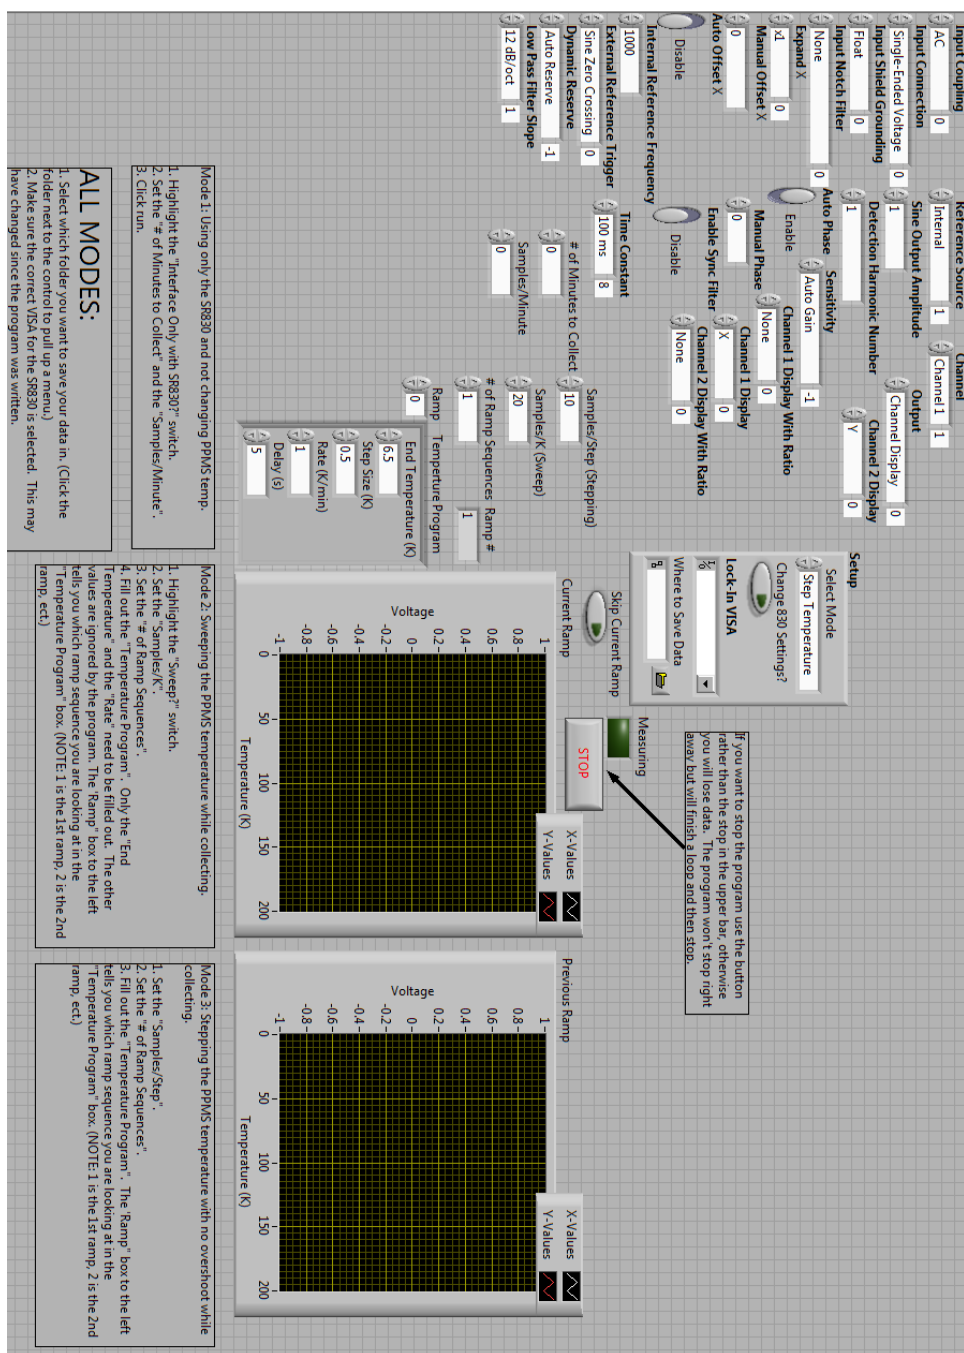 Input Coupling
AC
0
Input Connection
Single-Ended Voltage
0
Input Shield Grounding
Float
0
Input Notch Filter
None
0
Expand X
x1
0
Manual Offset X
0
Auto Offset X
Disable
Internal Reference Frequency
1000
External Reference Trigger
Sine Zero Crossing
0
Dynamic Reserve
Auto Reserve
-1
Low Pass Filter Slope
12 dB/oct
1
Reference Source
Internal
1
Sine Output Amplitude
1
Detection Harmonic Number
1
Auto Phase
Enable
Manual Phase
0
Enable Sync Filter
Disable
Time Constant
100 ms
8
Channel
Channel 1
1
Output
Channel Display
0
Channel 2 Display
Y
0
Sensitivity
Auto Gain
-1
Channel 1 Display With Ratio
None
0
Channel 1 Display
X
0
Channel 2 Display With Ratio
None
0
# of Minutes to Collect
0
Samples/Minute
0
Samples/Step (Stepping)
10
Samples/K (Sweep)
20
# of Ramp Sequences
1
Ramp #
1
Ramp
0
Temperture Program
End Temperature (K)
6.5
Step Size (K)
0.5
Rate (K/min)
1
Delay (s)
5
Setup
Select Mode
Step Temperature
Change 830 Settings?
Lock-In VISA
Where to Save Data
If you want to stop the program use the button
rather than the stop in the upper bar, otherwise
you will lose data. The program won't stop right
away but will finish a loop and then stop.
Measuring
STOP
Skip Current Ramp
Current Ramp
X-Values
Y-Values
Voltage
1
0.8
0.6
0.4
0.2
0
-0.2
-0.4
-0.6
-0.8
-1
0
50
100
150
200
Temperature (K)
Previous Ramp
X-Values
Y-Values
Voltage
1
0.8
0.6
0.4
0.2
0
-0.2
-0.4
-0.6
-0.8
-1
0
50
100
150
200
Temperature (K)
Mode 1: Using only the SR830 and not changing PPMS temp.
1. Highlight the "Interface Only with SR830?" switch.
2. Set the "# of Minutes to Collect" and the "Samples/Minute".
3. Click run.
ALL MODES:
1. Select which folder you want to save your data in. (Click the
folder next to the control to pull up a menu.)
2. Make sure the correct VISA for the SR830 is selected. This may
have changed since the program was written.
Mode 2: Sweeping the PPMS temperature while collecting.
1. Highlight the "Sweep?" switch.
2. Set the "Samples/K".
3. Set the "# of Ramp Sequences".
4. Fill out the "Temperature Program". Only the "End
Temperature" and the "Rate" need to be filled out. The other
values are ignored by the program. The 'Ramp" box to the left
tells you which ramp sequence you are looking at in the
"Temperature Program" box. (NOTE: 1 is the 1st ramp, 2 is the 2nd
ramp, ect.)
Mode 3: Stepping the PPMS temperature with no overshoot while
collecting.
1. Set the "Samples/Step".
2. Set the "# of Ramp Sequences".
3. Fill out the "Temperature Program". The 'Ramp" box to the left
tells you which ramp sequence you are looking at in the
"Temperature Program" box. (NOTE: 1 is the 1st ramp, 2 is the 2nd
ramp, ect.)